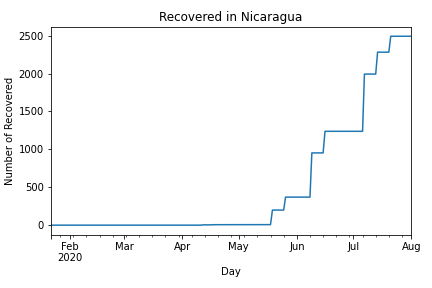 Recovered in Nicaragua
Number of Recovered
2500
2000
1500
1000
500
0
Feb
2020
Mar
Apr
May
Jun
Jul
Aug
Day